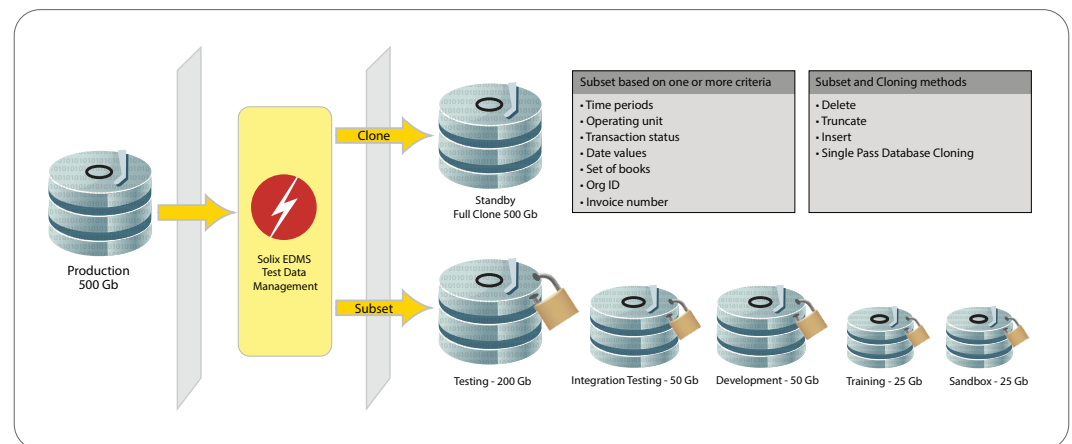 Production
500 Gb
Solix EDMS
Test Data
Management
Clone
Subset
Standby
Full Clone 500 Gb
Subset based on one or more criteria
• Time periods
• Operating unit
• Transaction status
• Date values
• Set of books
• Org ID
• Invoice number
Subset and Cloning methods
• Delete
• Truncate
• Insert
• Single Pass Database Cloning
Testing - 200 Gb
Integration Testing - 50 Gb
Development - 50 Gb
Training - 25 Gb
Sandbox - 25 Gb